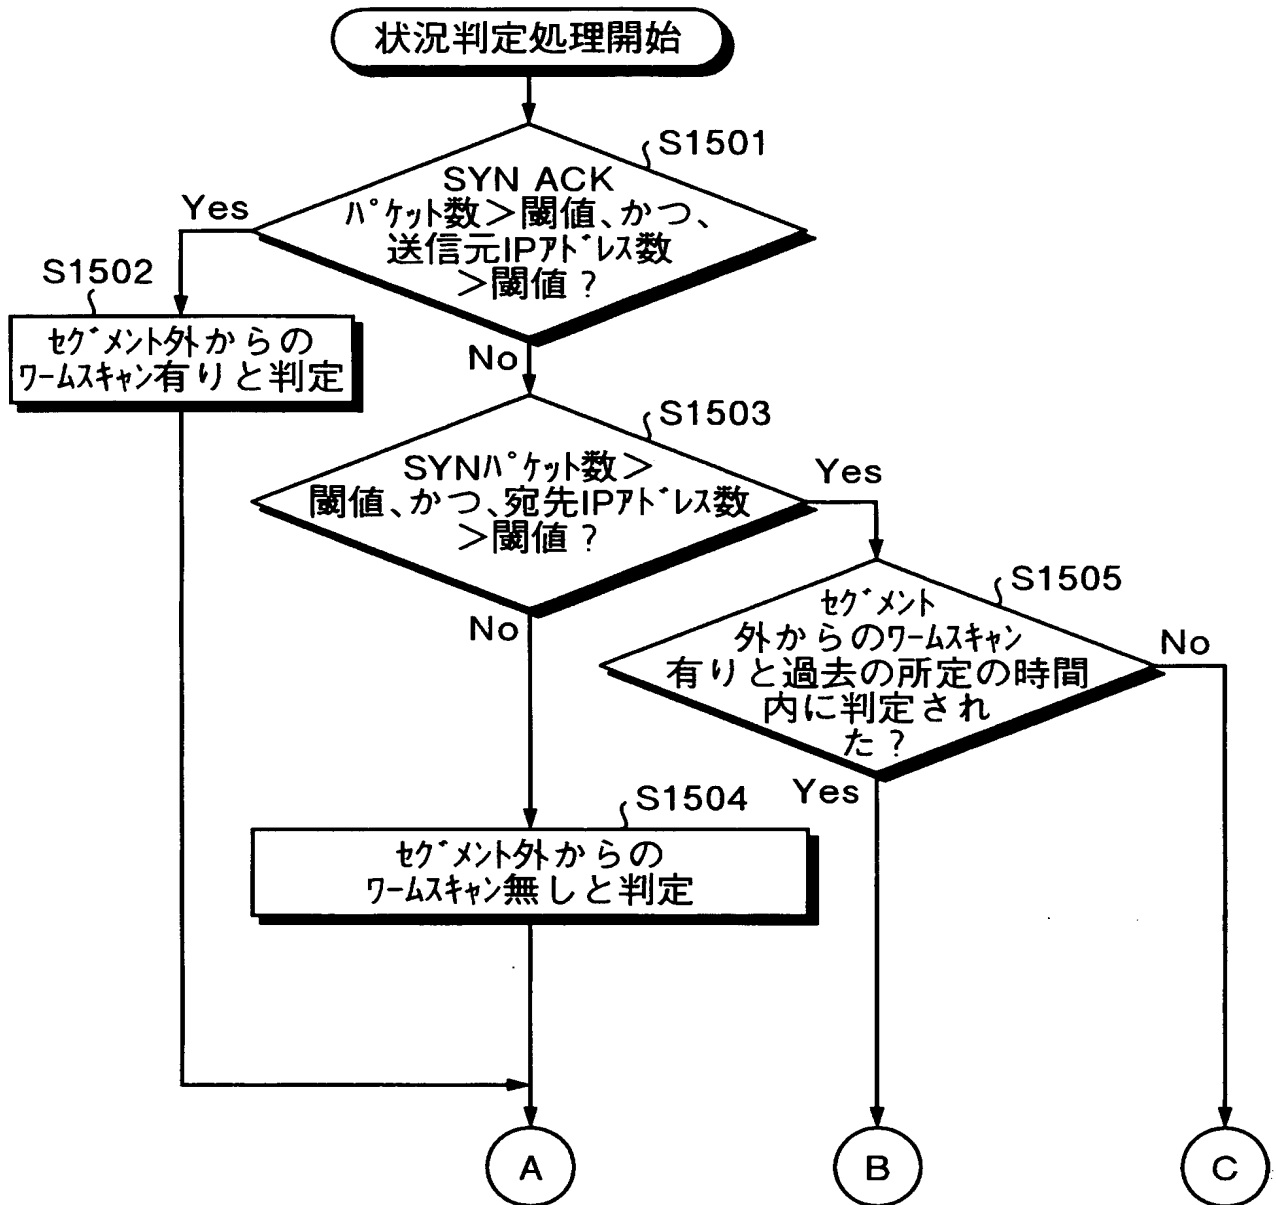 状況判定処理開始
S1501
SYN ACK
ﾊﾟｹｯﾄ数＞閾値、かつ、
送信元IPｱﾄﾞﾚｽ数
＞閾値？
Yes
S1502
ｾｸﾞﾒﾝﾄ外からの
ﾜｰﾑｽｷｬﾝ有りと判定
No
S1503
SYNﾊﾟｹｯﾄ数＞
閾値、かつ、宛先IPｱﾄﾞﾚｽ数
＞閾値？
Yes
No
S1505
ｾｸﾞﾒﾝﾄ
外からのﾜｰﾑｽｷｬﾝ
有りと過去の所定の時間
内に判定され
た？
No
Yes
S1504
ｾｸﾞﾒﾝﾄ外からの
ﾜｰﾑｽｷｬﾝ無しと判定
A
B
C